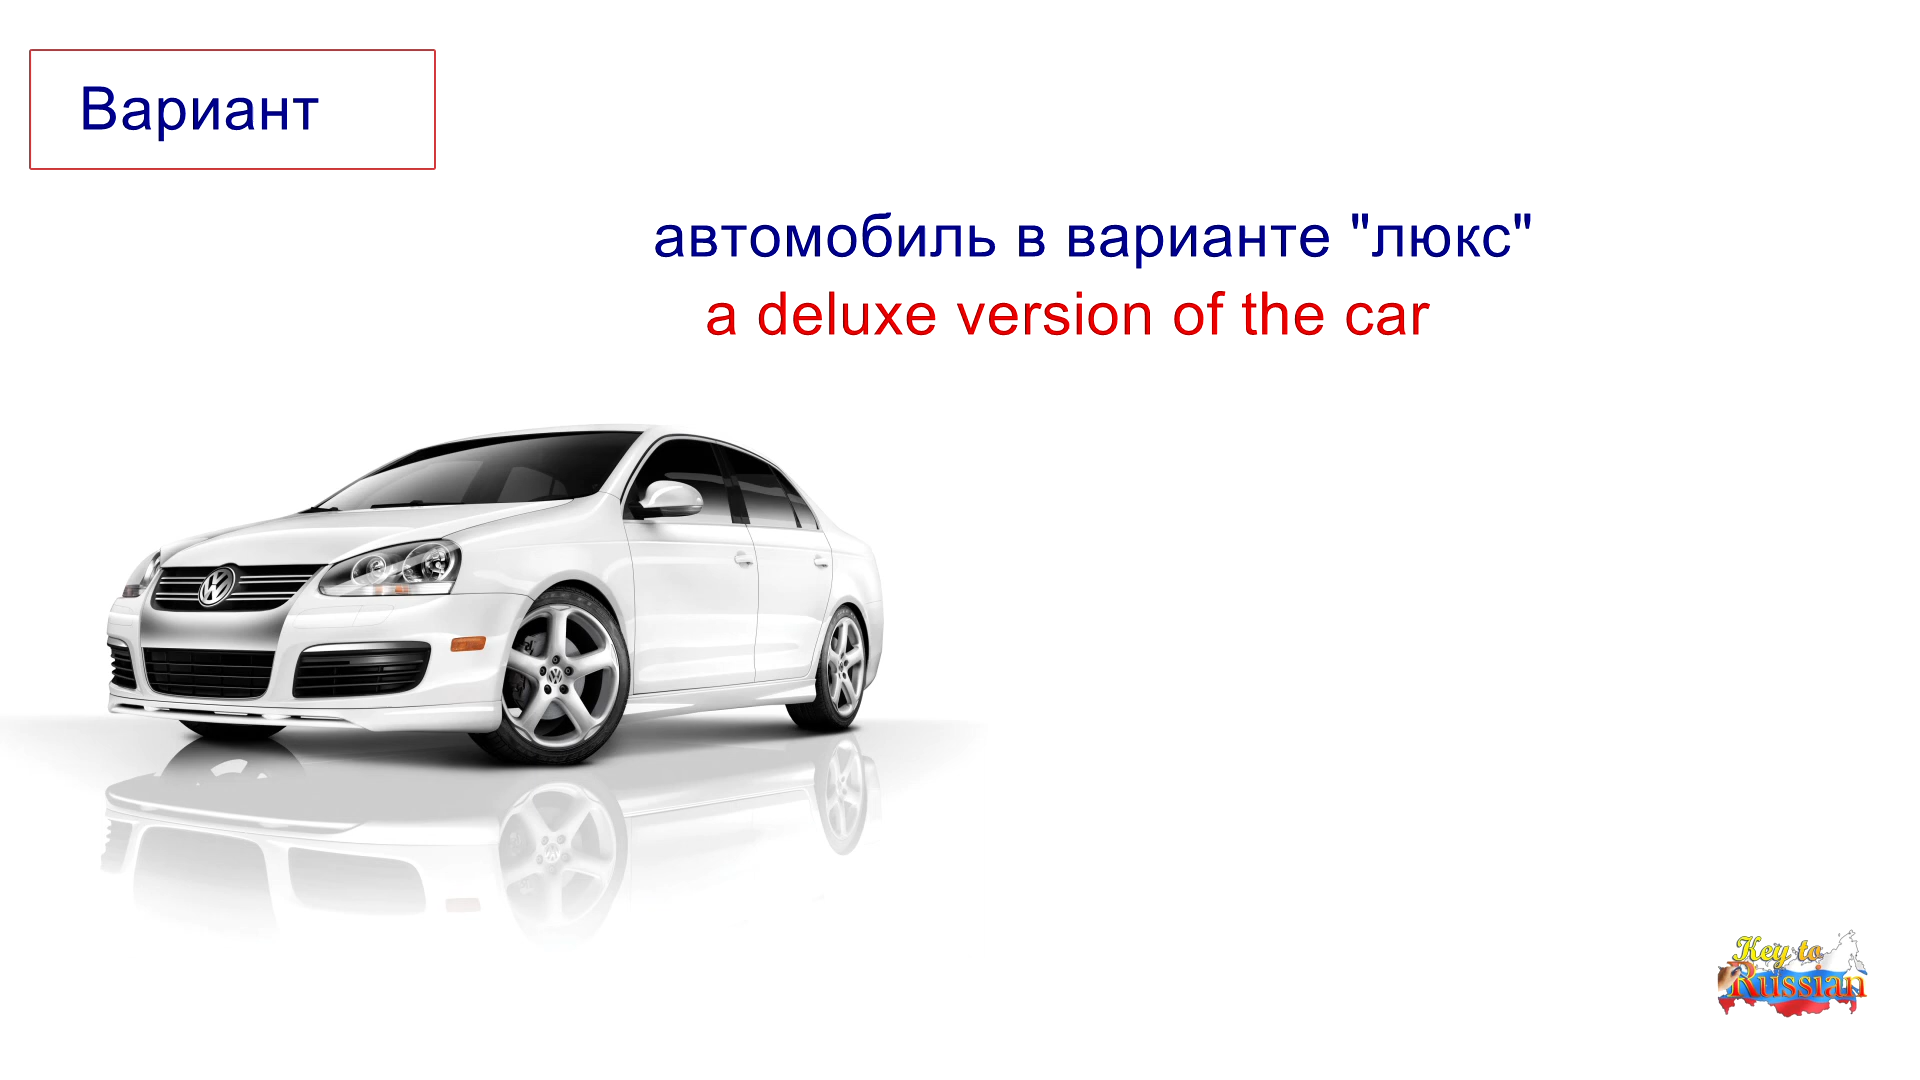 Вариант
автомобиль в варианте "люкс"
a deluxe version of the car
Key to
Russian